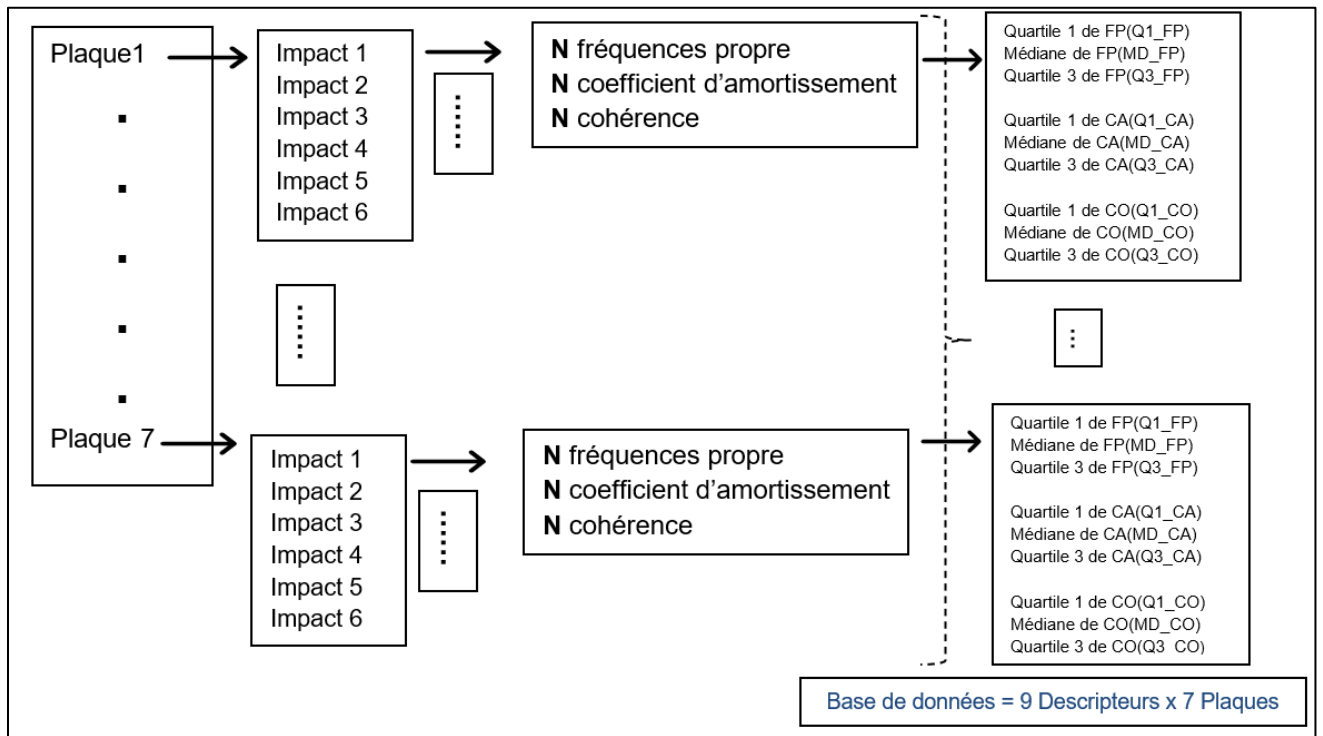 Plaque1
Impact 1
Impact 2
Impact 3
Impact 4
Impact 5
Impact 6
N fréquences propre
N coefficient d'amortissement
N cohérence
Quartile 1 de FP(Q1_FP)
Médiane de FP(MD_FP)
Quartile 3 de FP(Q3_FP)
Quartile 1 de CA(Q1_CA)
Médiane de CA(MD_CA)
Quartile 3 de CA(Q3_CA)
Quartile 1 de CO(Q1_CO)
Médiane de CO(MD_CO)
Quartile 3 de CO(Q3_CO)
Plaque 7
Impact 1
Impact 2
Impact 3
Impact 4
Impact 5
Impact 6
N fréquences propre
N coefficient d'amortissement
N cohérence
Quartile 1 de FP(Q1_FP)
Médiane de FP(MD_FP)
Quartile 3 de FP(Q3_FP)
Quartile 1 de CA(Q1_CA)
Médiane de CA(MD_CA)
Quartile 3 de CA(Q3_CA)
Quartile 1 de CO(Q1_CO)
Médiane de CO(MD_CO)
Quartile 3 de CO(Q3_CO)
Base de données = 9 Descripteurs x 7 Plaques